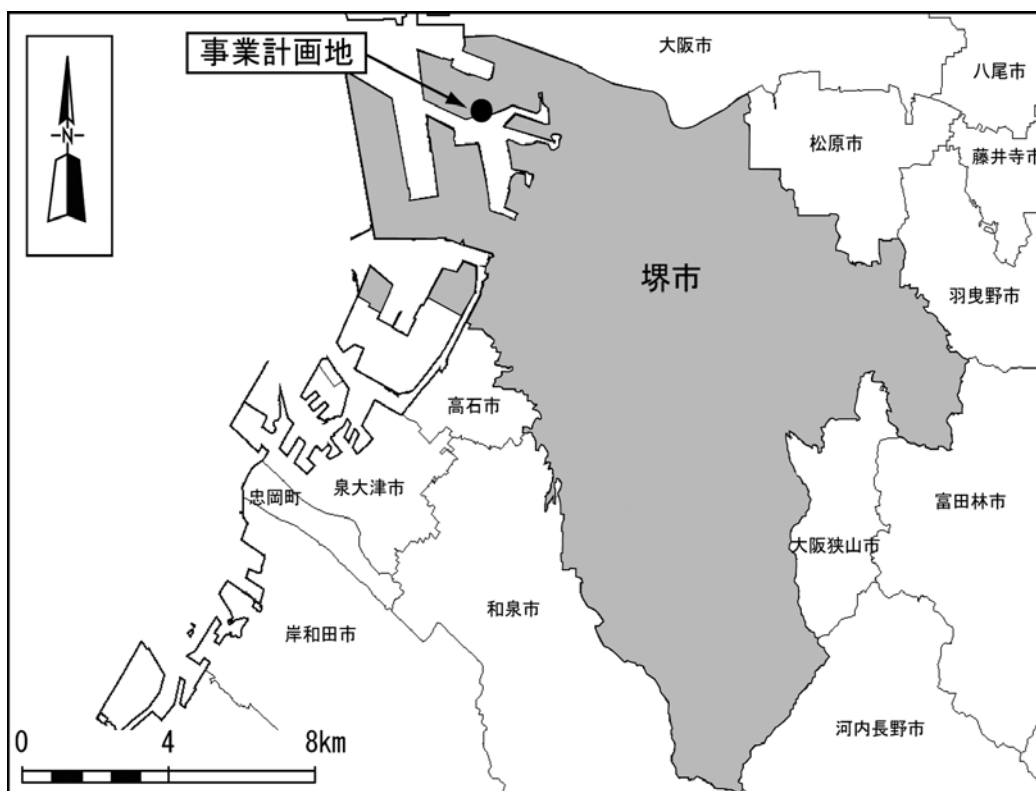 事業計画地
大阪市
八尾市
松原市
藤井寺市
N
堺市
羽曳野市
高石市
泉大津市
忠岡町
富田林市
大阪狭山市
和泉市
岸和田市
河内長野市
0 4 8km